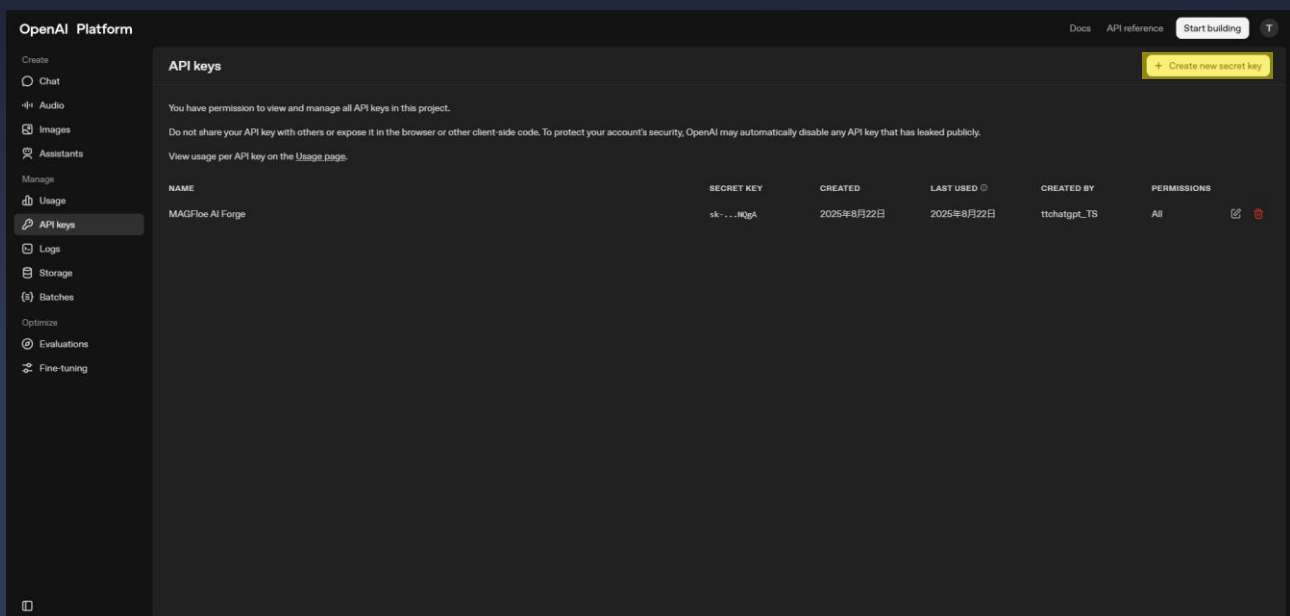 OpenAI Platform
Docs
API reference
Start building
T
Create
Chat
Audio
Images
Assistants
Manage
Usage
API keys
Logs
Storage
Batches
Optimize
Evaluations
Fine-tuning
API keys
+ Create new secret key
You have permission to view and manage all API keys in this project.
Do not share your API key with others or expose it in the browser or other client-side code. To protect your account's security, OpenAI may automatically disable any API key that has leaked publicly.
View usage per API key on the Usage page.
NAME SECRET KEY CREATED LAST USED CREATED BY PERMISSIONS
MAGFloe AI Forge sk-...NQgA 2025年8月22日 2025年8月22日 ttchatgpt_TS All